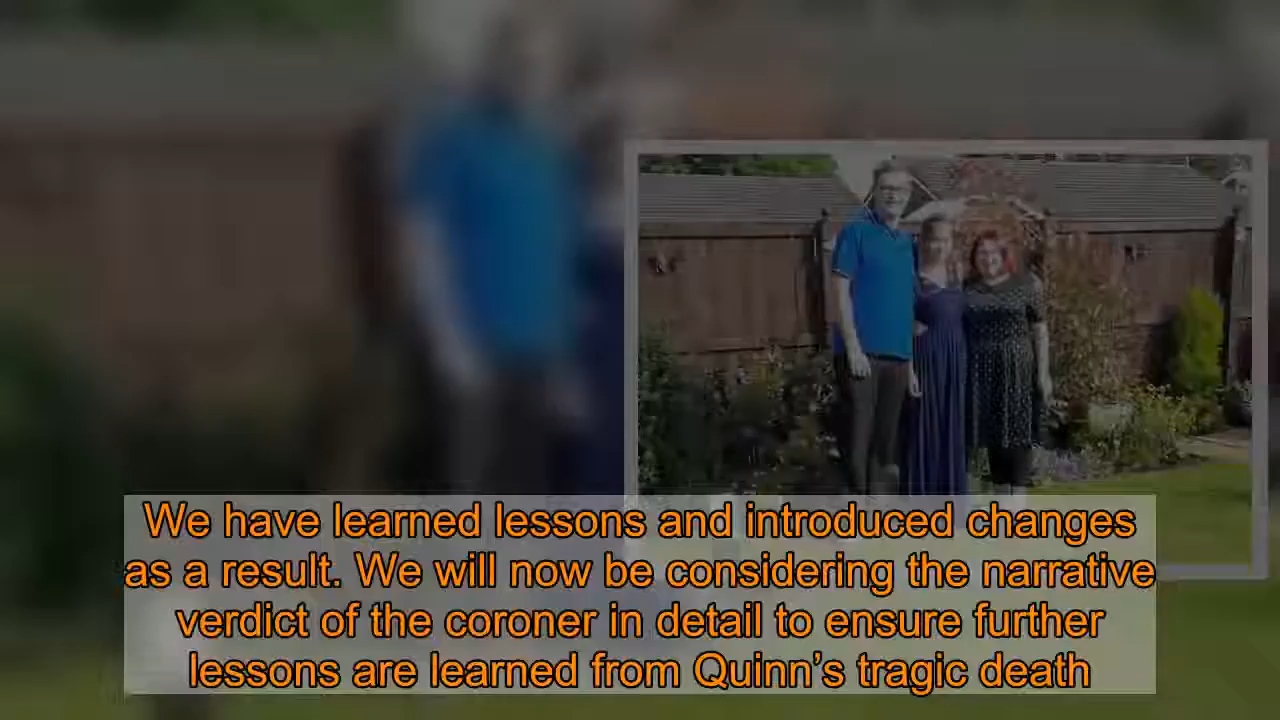 We have learned lessons and introduced changes
as a result. We will now be considering the narrative
verdict of the coroner in detail to ensure further
lessons are learned from Quinn’s tragic death